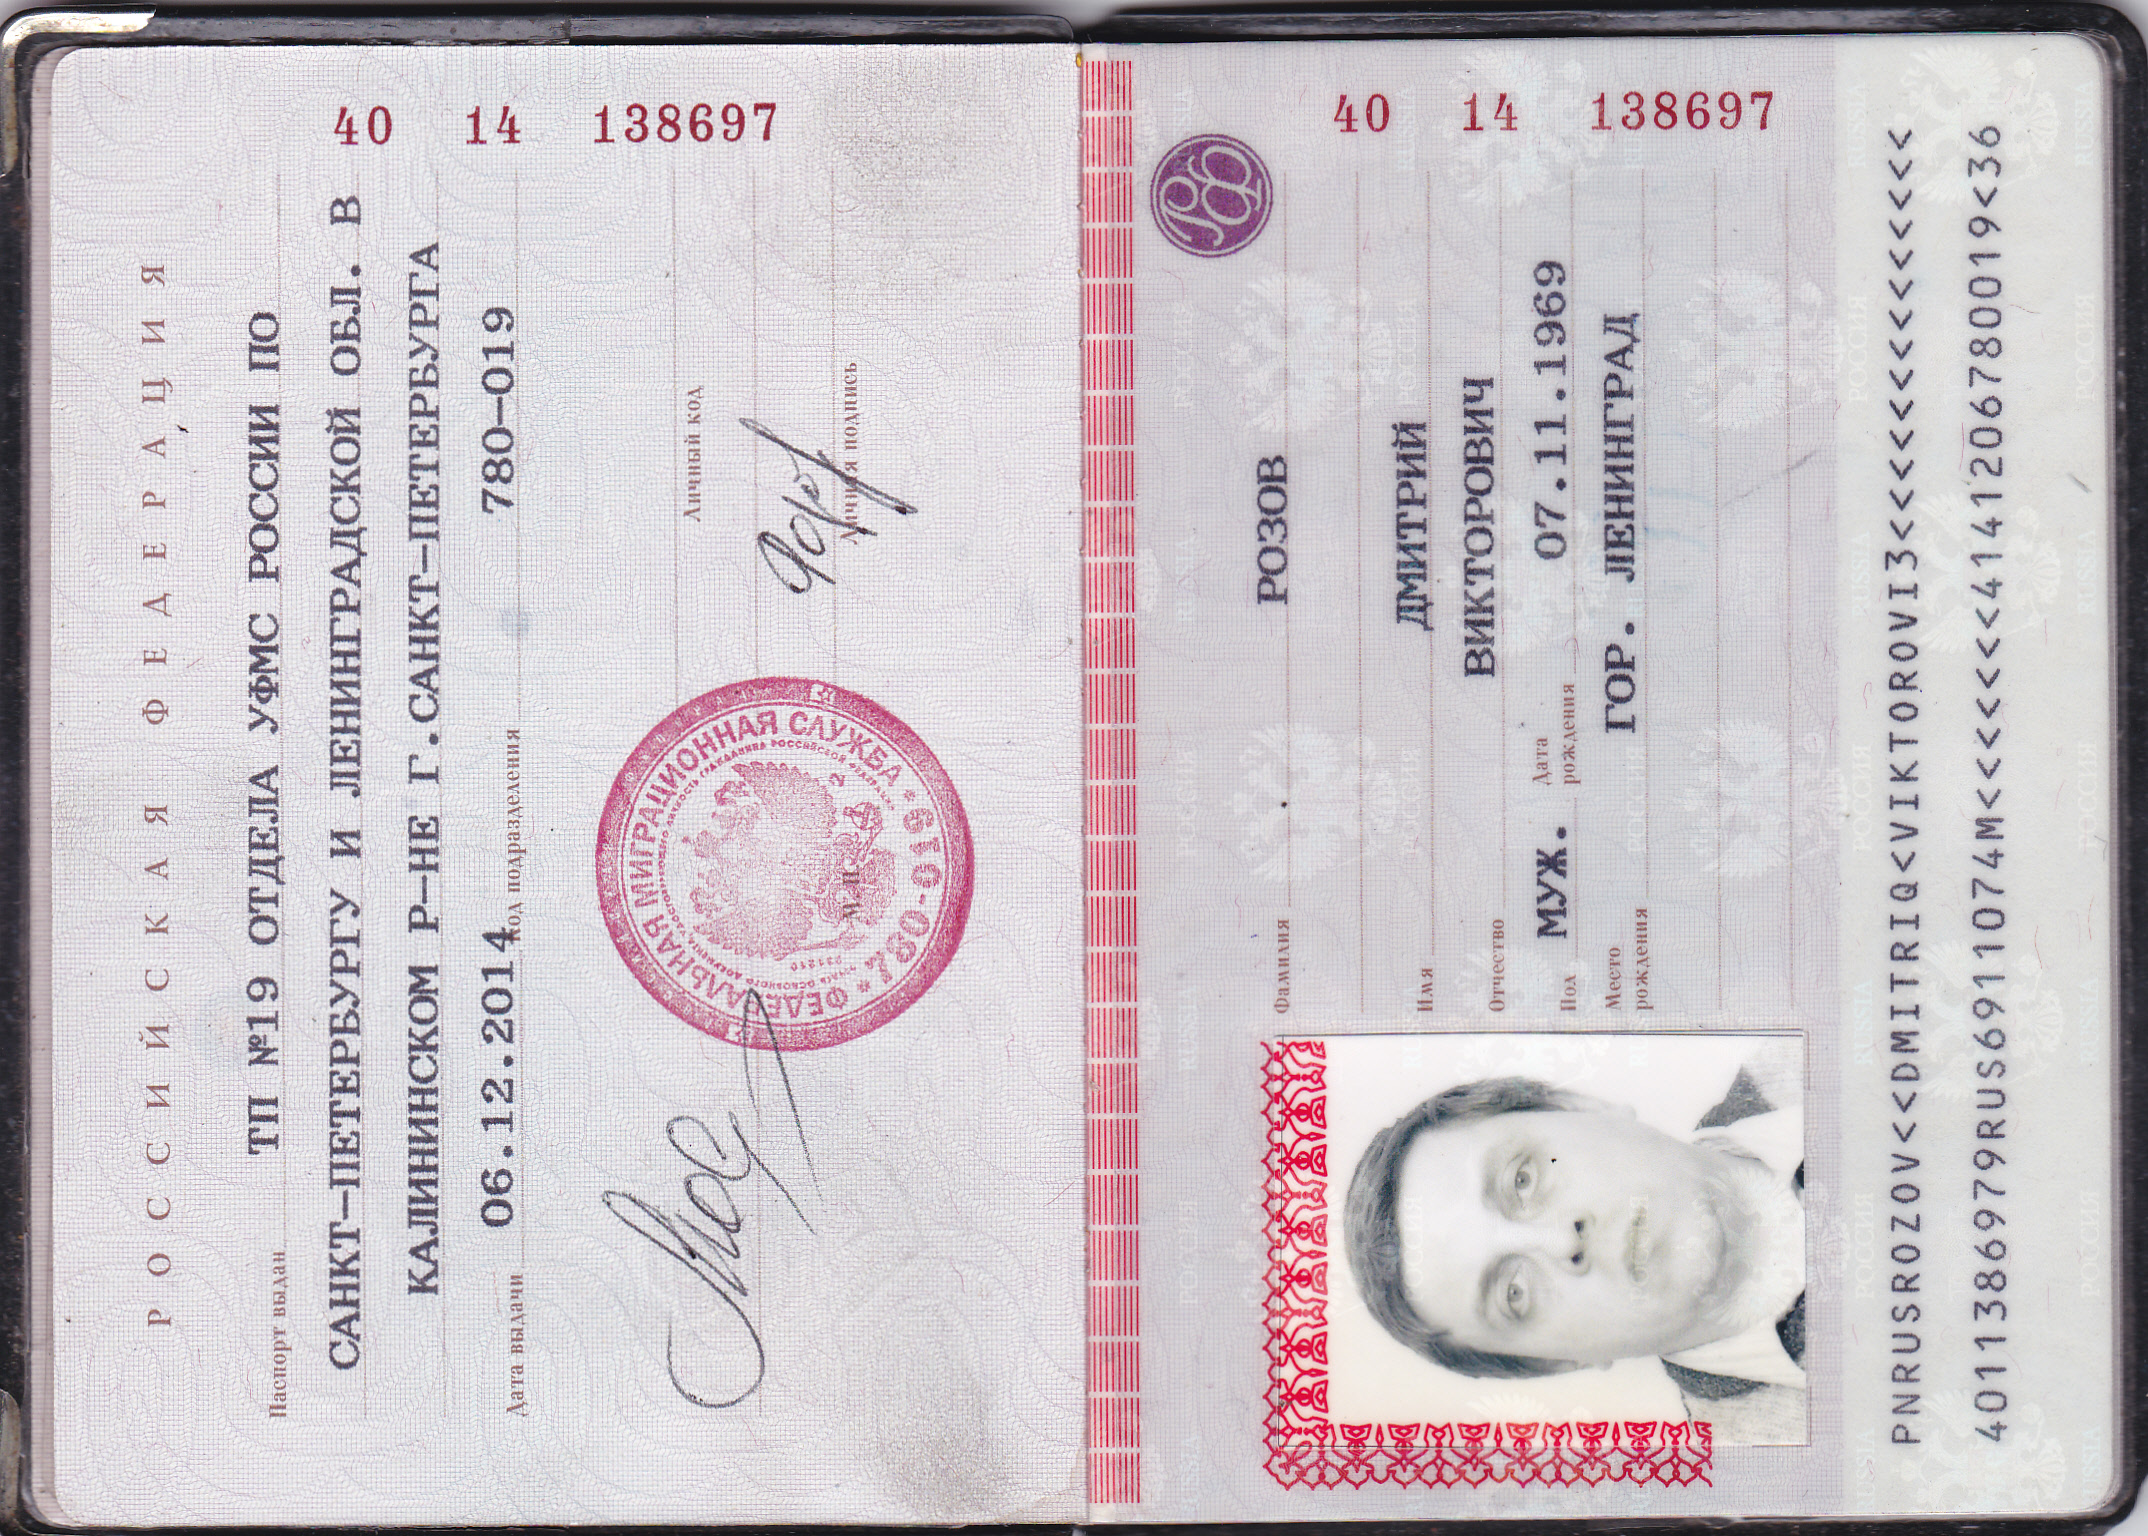 РОССИЙСКАЯ ФЕДЕРАЦИЯ
40 14 138697
Паспорт выдан
ТП №19 ОТДЕЛА УФМС РОССИИ ПО
САНКТ-ПЕТЕРБУРГУ И ЛЕНИНГРАДСКОЙ ОБЛ. В
КАЛИНИНСКОМ Р-НЕ Г.САНКТ-ПЕТЕРБУРГА
Дата выдачи 06.12.2014 Код подразделения 780-019
Личный код
Личная подпись
М.П.
ФЕДЕРАЛЬНАЯ МИГРАЦИОННАЯ СЛУЖБА
780-019
40 14 138697
Фамилия РОЗОВ
Имя ДМИТРИЙ
Отчество ВИКТОРОВИЧ
Пол МУЖ. Дата рождения 07.11.1969
Место рождения ГОР. ЛЕНИНГРАД
PNRUSROZOV<<DMITRIQ<VIKTOROVI3<<<<<<<<<<<<<<
4011386979RUS6911074M<<<<<<<4141206780019<36